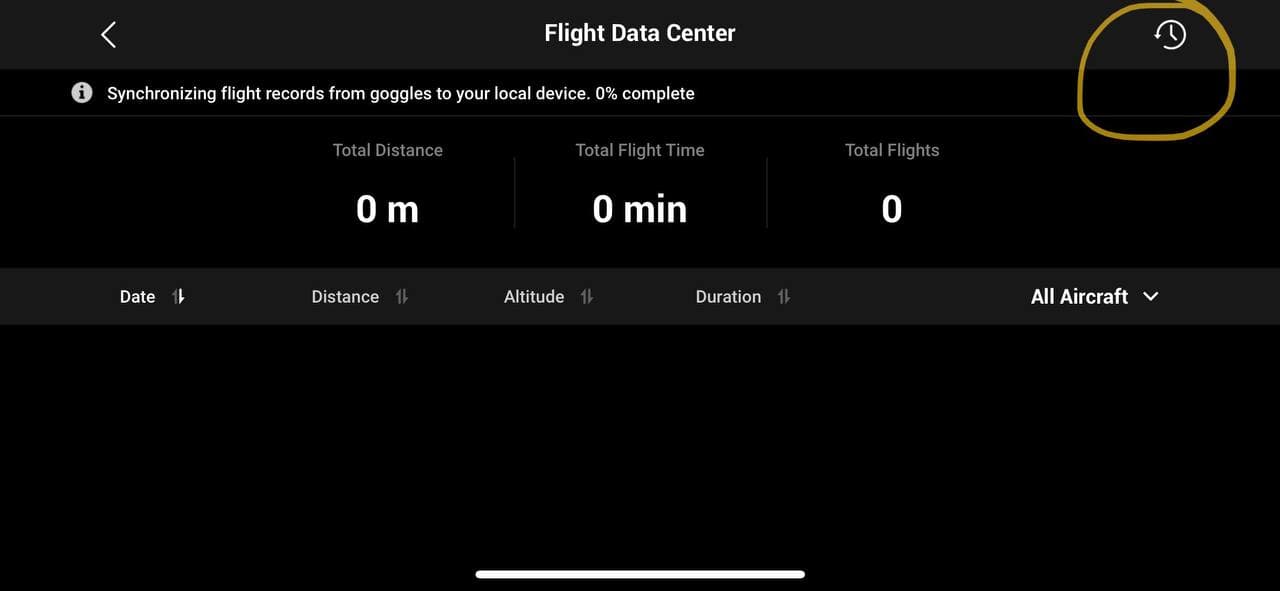 Flight Data Center
Synchronizing flight records from goggles to your local device. 0% complete
Total Distance Total Flight Time Total Flights
0 m 0 min 0
Date Distance Altitude Duration All Aircraft